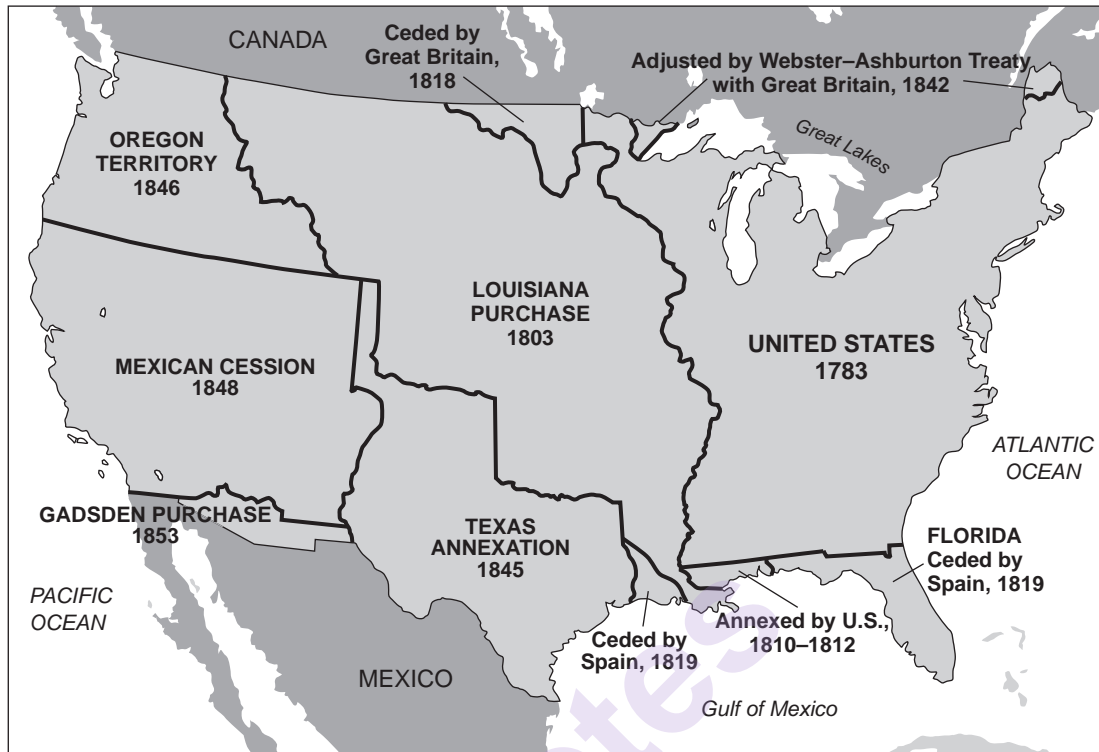 CANADA
Ceded by
Great Britain,
1818
Adjusted by Webster–Ashburton Treaty
with Great Britain, 1842
Great Lakes
OREGON
TERRITORY
1846
LOUISIANA
PURCHASE
1803
UNITED STATES
1783
MEXICAN CESSION
1848
ATLANTIC
OCEAN
GADSDEN PURCHASE
1853
TEXAS
ANNEXATION
1845
FLORIDA
Ceded by
Spain, 1819
PACIFIC
OCEAN
Ceded by
Spain, 1819
Annexed by U.S.,
1810–1812
MEXICO
Gulf of Mexico